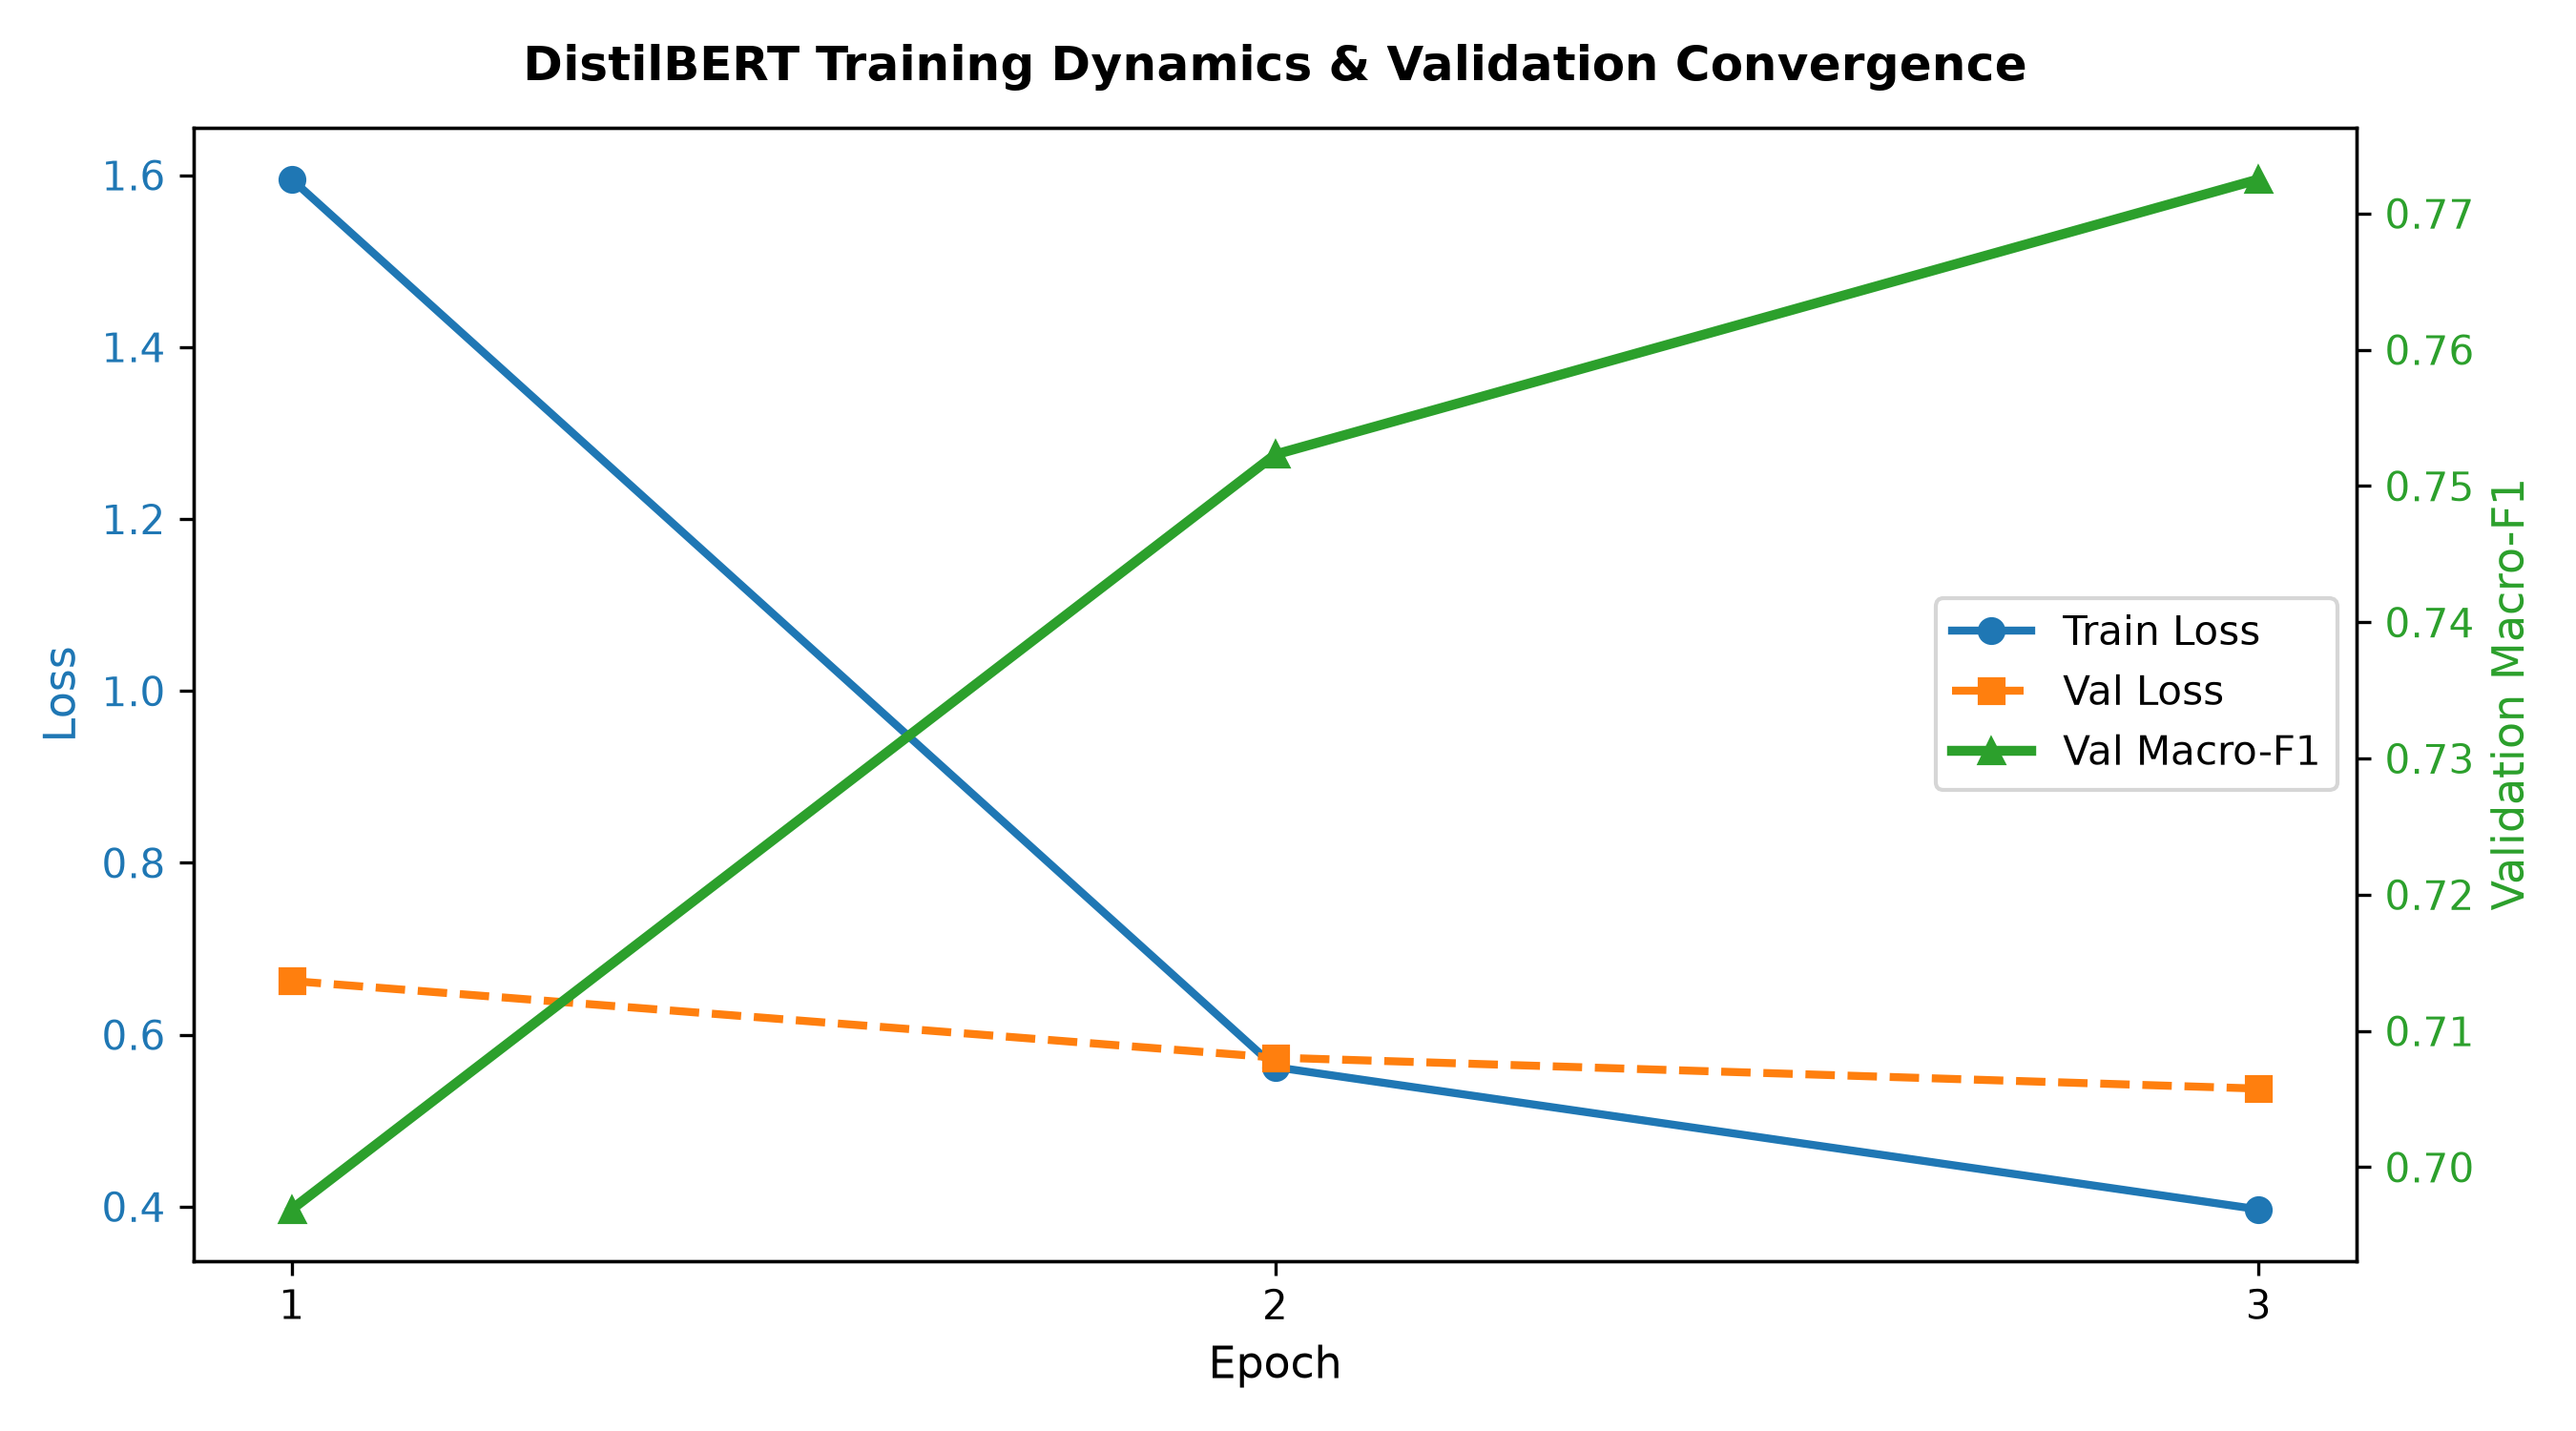 DistilBERT Training Dynamics & Validation Convergence
1.6
1.4
1.2
1.0
0.8
0.6
0.4
Loss
0.77
0.76
0.75
0.74
0.73
0.72
0.71
0.70
Validation Macro-F1
Train Loss
Val Loss
Val Macro-F1
1 2 3
Epoch